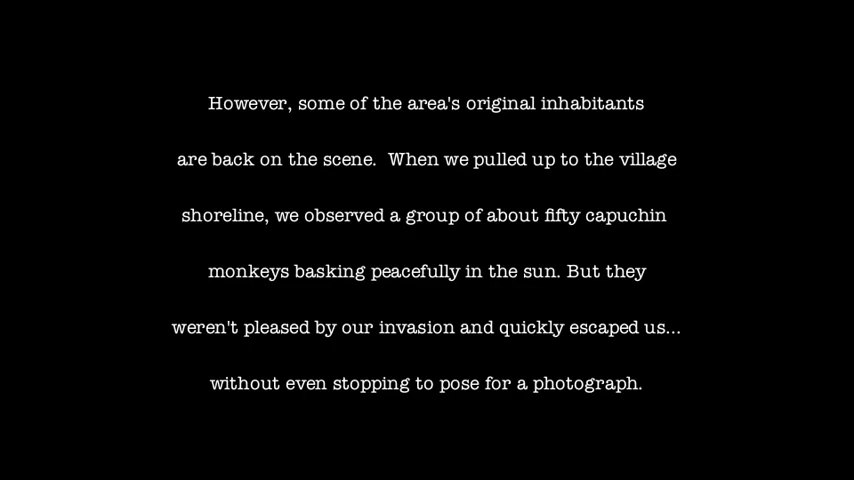 However, some of the area's original inhabitants
are back on the scene.  When we pulled up to the village
shoreline, we observed a group of about fifty capuchin
monkeys basking peacefully in the sun. But they
weren't pleased by our invasion and quickly escaped us...
without even stopping to pose for a photograph.